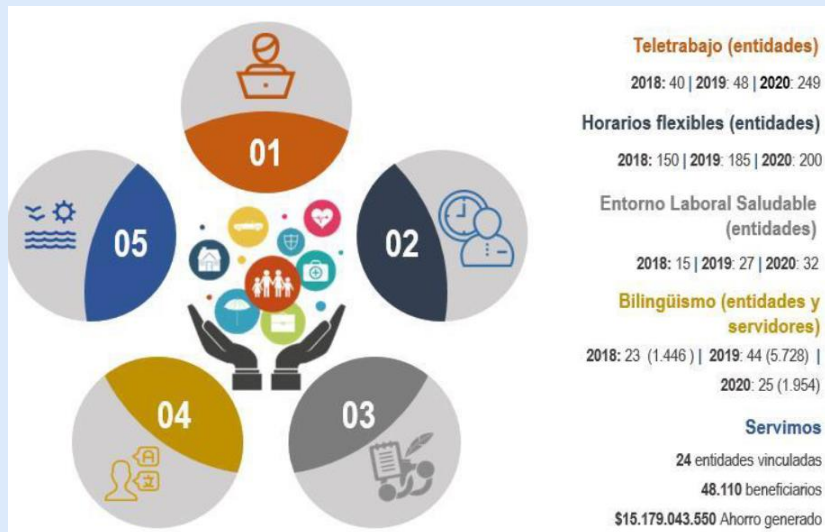 01
02
03
04
05
Teletrabajo (entidades)
2018: 40 | 2019: 48 | 2020: 249
Horarios flexibles (entidades)
2018: 150 | 2019: 185 | 2020: 200
Entorno Laboral Saludable
(entidades)
2018: 15 | 2019: 27 | 2020: 32
Bilingüismo (entidades y
servidores)
2018: 23 (1.446 ) | 2019: 44 (5.728) |
2020: 25 (1.954)
Servimos
24 entidades vinculadas
48.110 beneficiarios
$15.179.043.550 Ahorro generado